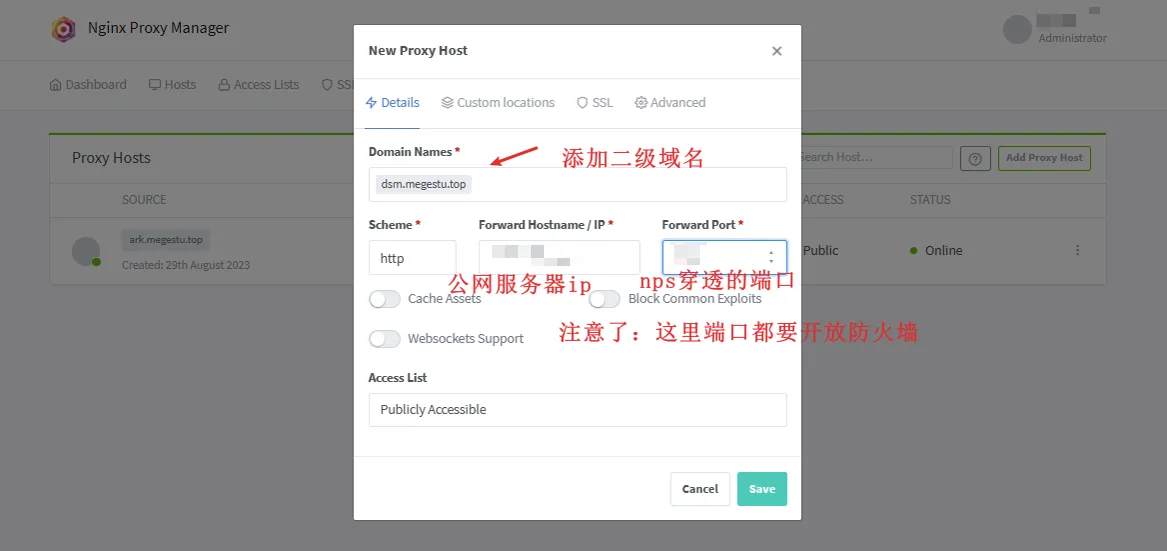 Nginx Proxy Manager
Administrator
Dashboard
Hosts
Access Lists
SSL
Proxy Hosts
Search Host…
Add Proxy Host
SOURCE
ACCESS
STATUS
ark.megestu.top
Created: 29th August 2023
Public
Online
New Proxy Host
Details
Custom locations
SSL
Advanced
Domain Names *
添加二级域名
dsm.megestu.top
Scheme *
Forward Hostname / IP *
Forward Port *
http
公网服务器ip
nps穿透的端口
Cache Assets
Block Common Exploits
Websockets Support
注意了：这里端口都要开放防火墙
Access List
Publicly Accessible
Cancel
Save